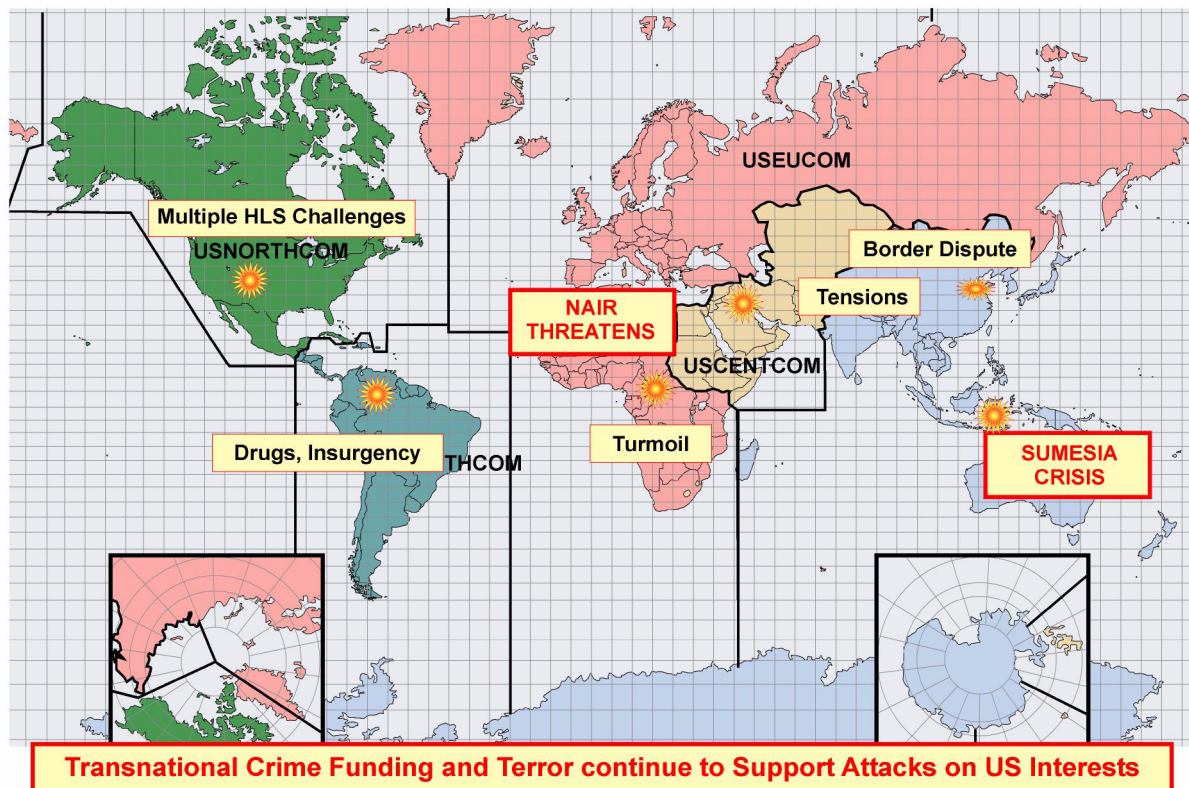 USEUCOM
Multiple HLS Challenges
USNORTHCOM
Border Dispute
NAIR
THREATENS
Tensions
USCENTCOM
Drugs, Insurgency
THCOM
Turmoil
SUMESIA
CRISIS
Transnational Crime Funding and Terror continue to Support Attacks on US Interests